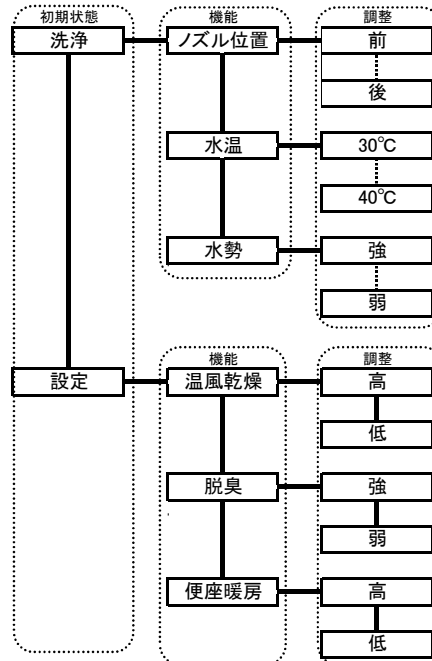 初期状態 機能 調整
洗浄 ノズル位置 前
後
水温 30℃
40℃
水勢 強
弱
機能 調整
設定 温風乾燥 高
低
脱臭 強
弱
便座暖房 高
低